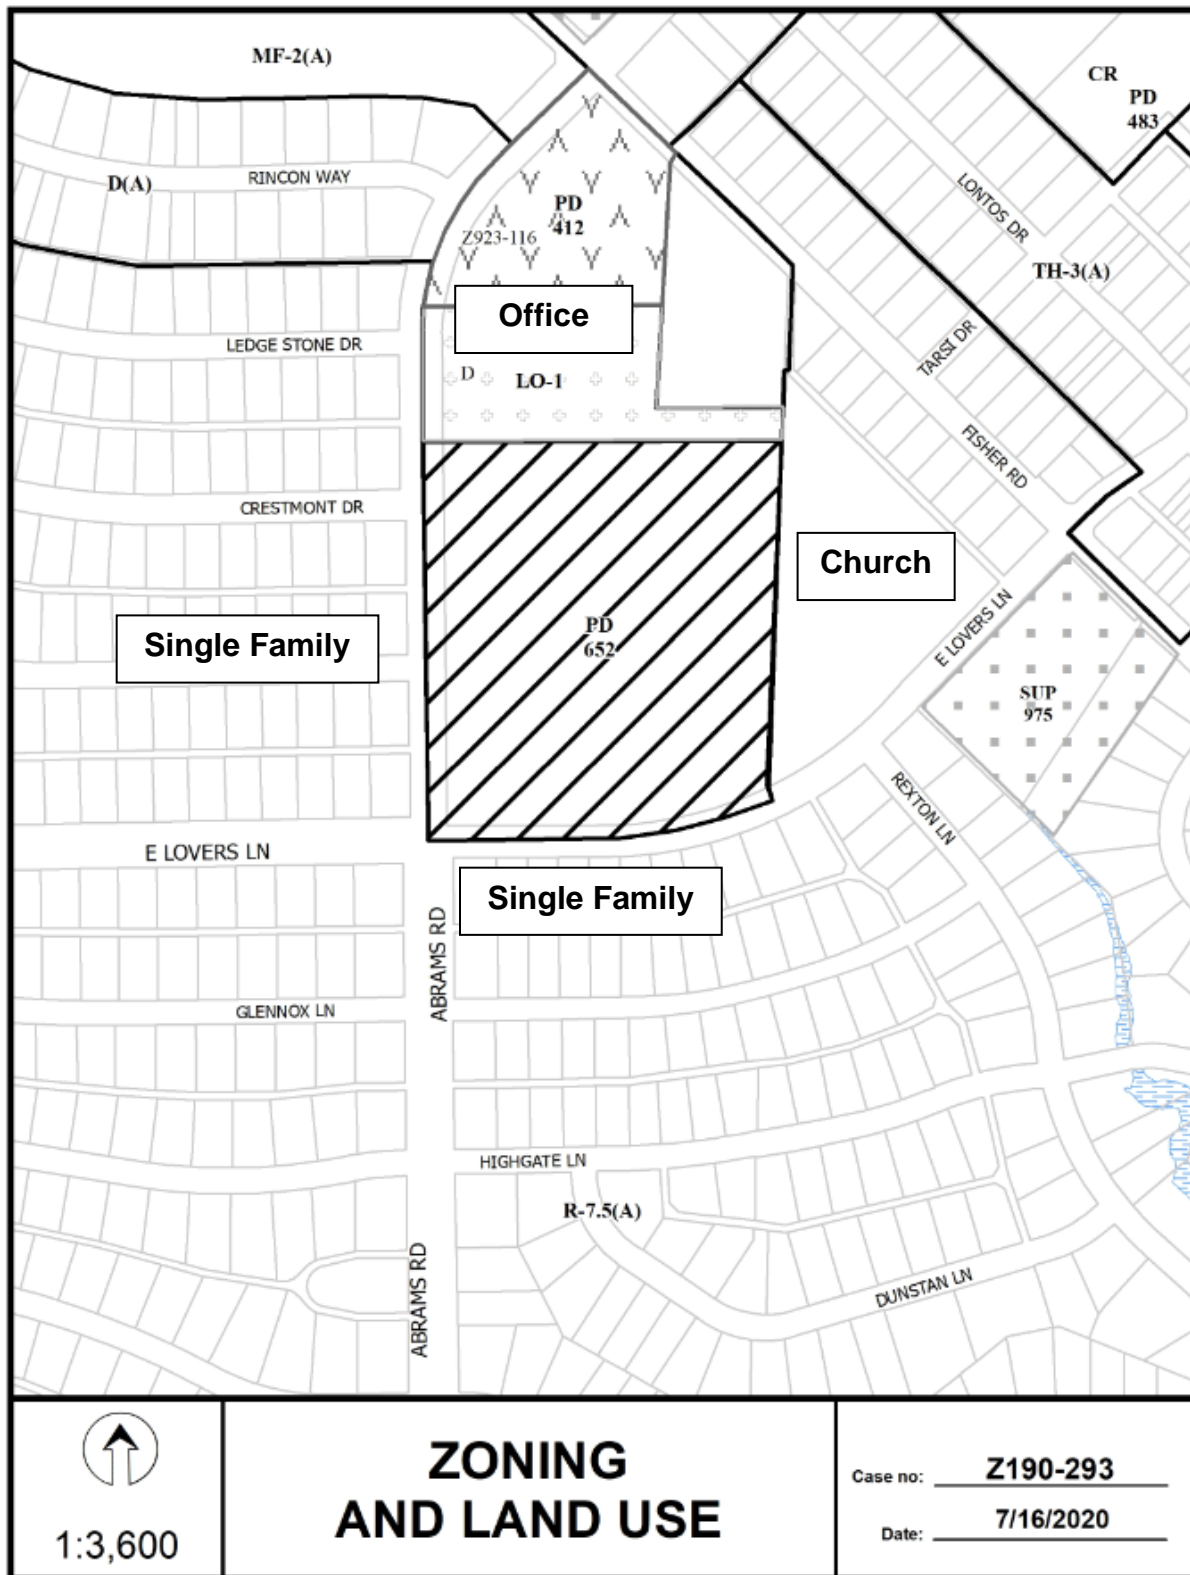 MF-2(A)
CR
PD
483
D(A)
RINCON WAY
PD
412
Z923-116
LONTOS DR
TH-3(A)
Office
LEDGE STONE DR
TARSI DR
D
LO-1
FISHER RD
CRESTMONT DR
Church
Single Family
PD
652
E LOVERS LN
SUP
975
REXTON LN
E LOVERS LN
Single Family
ABRAMS RD
GLENNOX LN
HIGHGATE LN
R-7.5(A)
DUNSTAN LN
ABRAMS RD
1:3,600
ZONING
AND LAND USE
Case no: Z190-293
Date: 7/16/2020